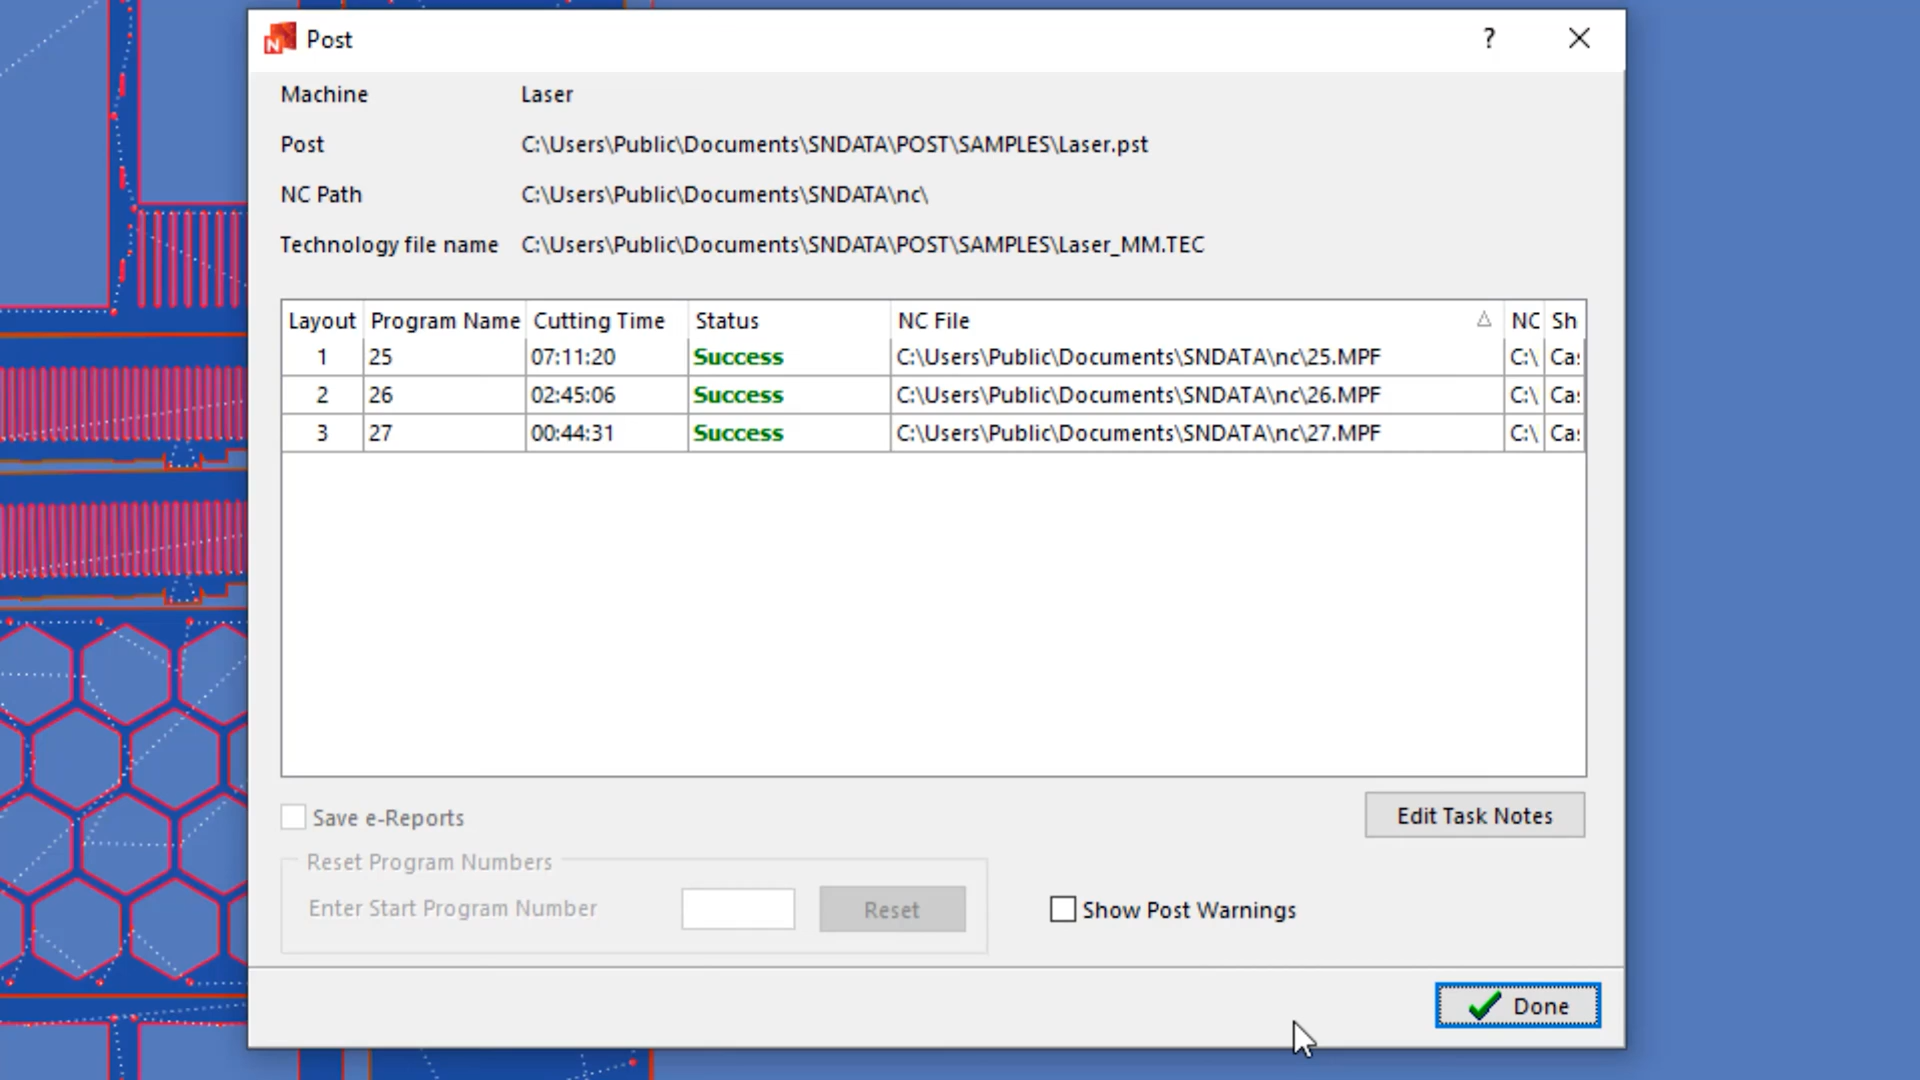 Post
?
Machine Laser
Post C:\Users\Public\Documents\SNDATA\POST\SAMPLES\Laser.pst
NC Path C:\Users\Public\Documents\SNDATA\nc\
Technology file name C:\Users\Public\Documents\SNDATA\POST\SAMPLES\Laser_MM.TEC
Layout Program Name Cutting Time Status NC File NC Sh
1 25 07:11:20 Success C:\Users\Public\Documents\SNDATA\nc\25.MPF C:\ Ca
2 26 02:45:06 Success C:\Users\Public\Documents\SNDATA\nc\26.MPF C:\ Ca
3 27 00:44:31 Success C:\Users\Public\Documents\SNDATA\nc\27.MPF C:\ Ca
Save e-Reports
Edit Task Notes
Reset Program Numbers
Enter Start Program Number Reset
Show Post Warnings
Done